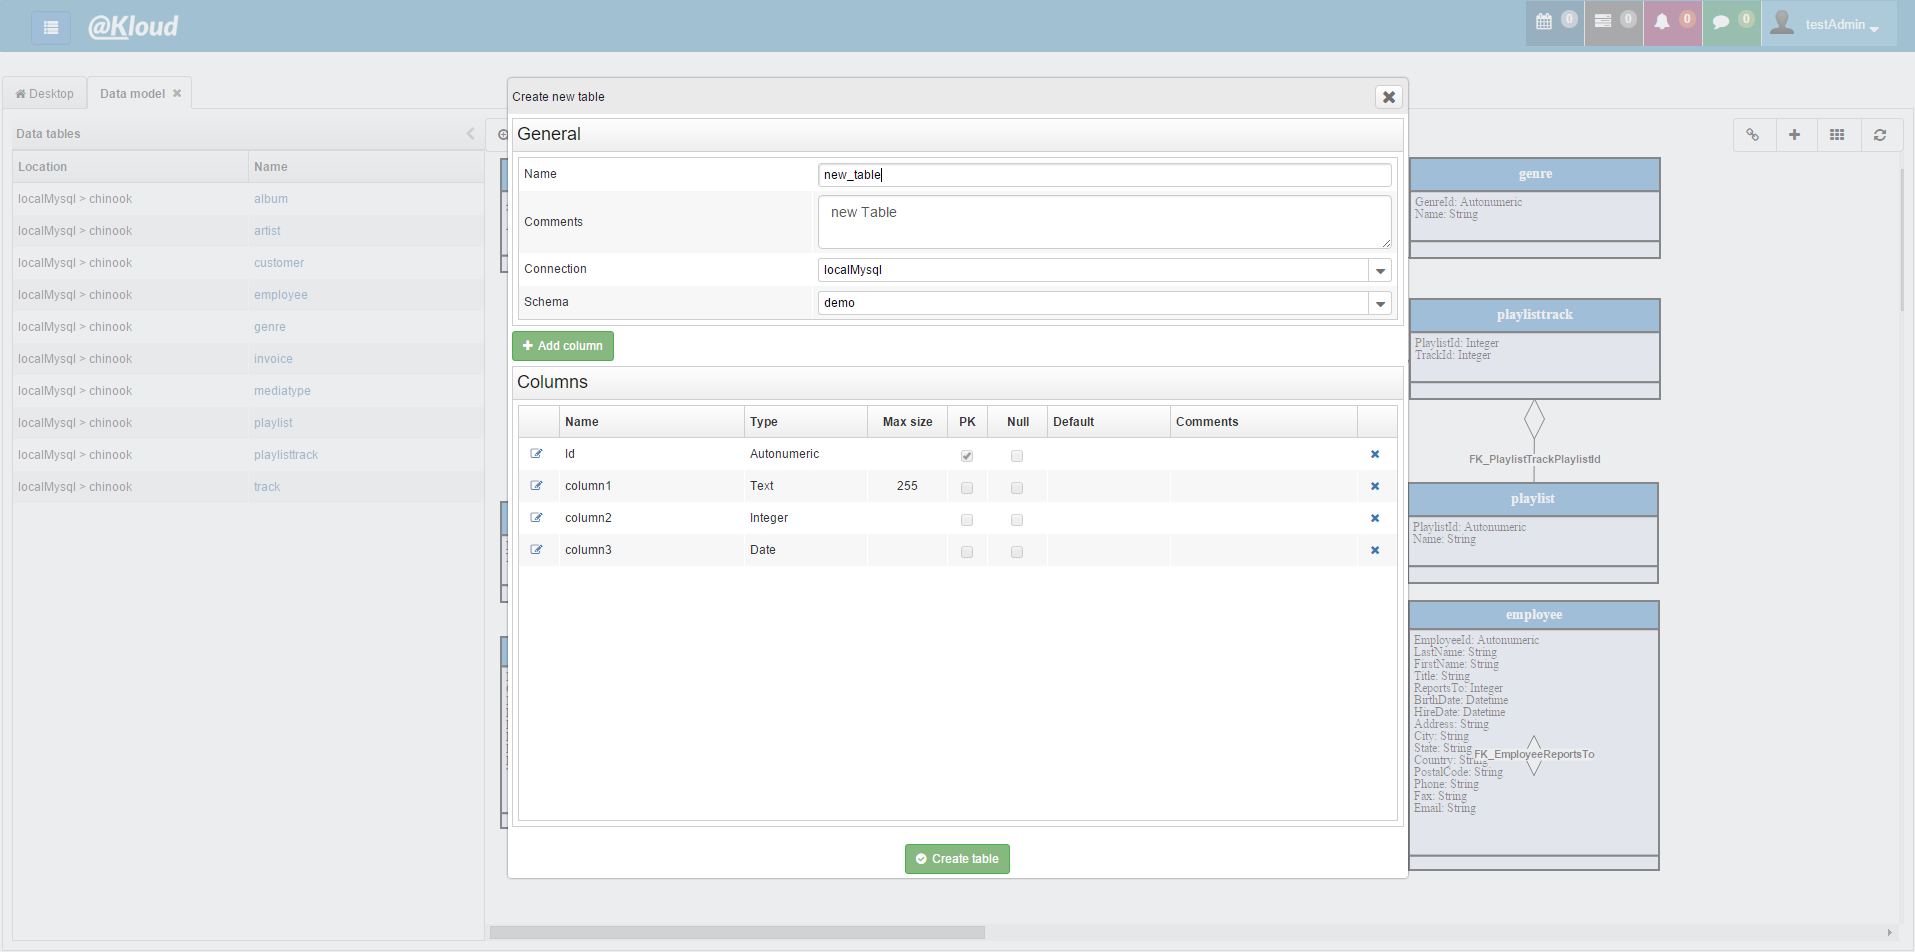 @Kloud
0
0
0
0
testAdmin
Desktop
Data model
Data tables
Location Name
localMysql > chinook album
localMysql > chinook artist
localMysql > chinook customer
localMysql > chinook employee
localMysql > chinook genre
localMysql > chinook invoice
localMysql > chinook mediatype
localMysql > chinook playlist
localMysql > chinook playlisttrack
localMysql > chinook track
Create new table
General
Name new_table
Comments new Table
Connection localMysql
Schema demo
Add column
Columns
Name Type Max size PK Null Default Comments
Id Autonumeric
column1 Text 255
column2 Integer
column3 Date
Create table
genre
GenreId: Autonumeric
Name: String
playlisttrack
PlaylistId: Integer
TrackId: Integer
FK_PlaylistTrackPlaylistId
playlist
PlaylistId: Autonumeric
Name: String
employee
EmployeeId: Autonumeric
LastName: String
FirstName: String
Title: String
ReportsTo: Integer
BirthDate: Datetime
HireDate: Datetime
Address: String
City: String
State: String
FK_EmployeeReportsTo
Country: String
PostalCode: String
Phone: String
Fax: String
Email: String